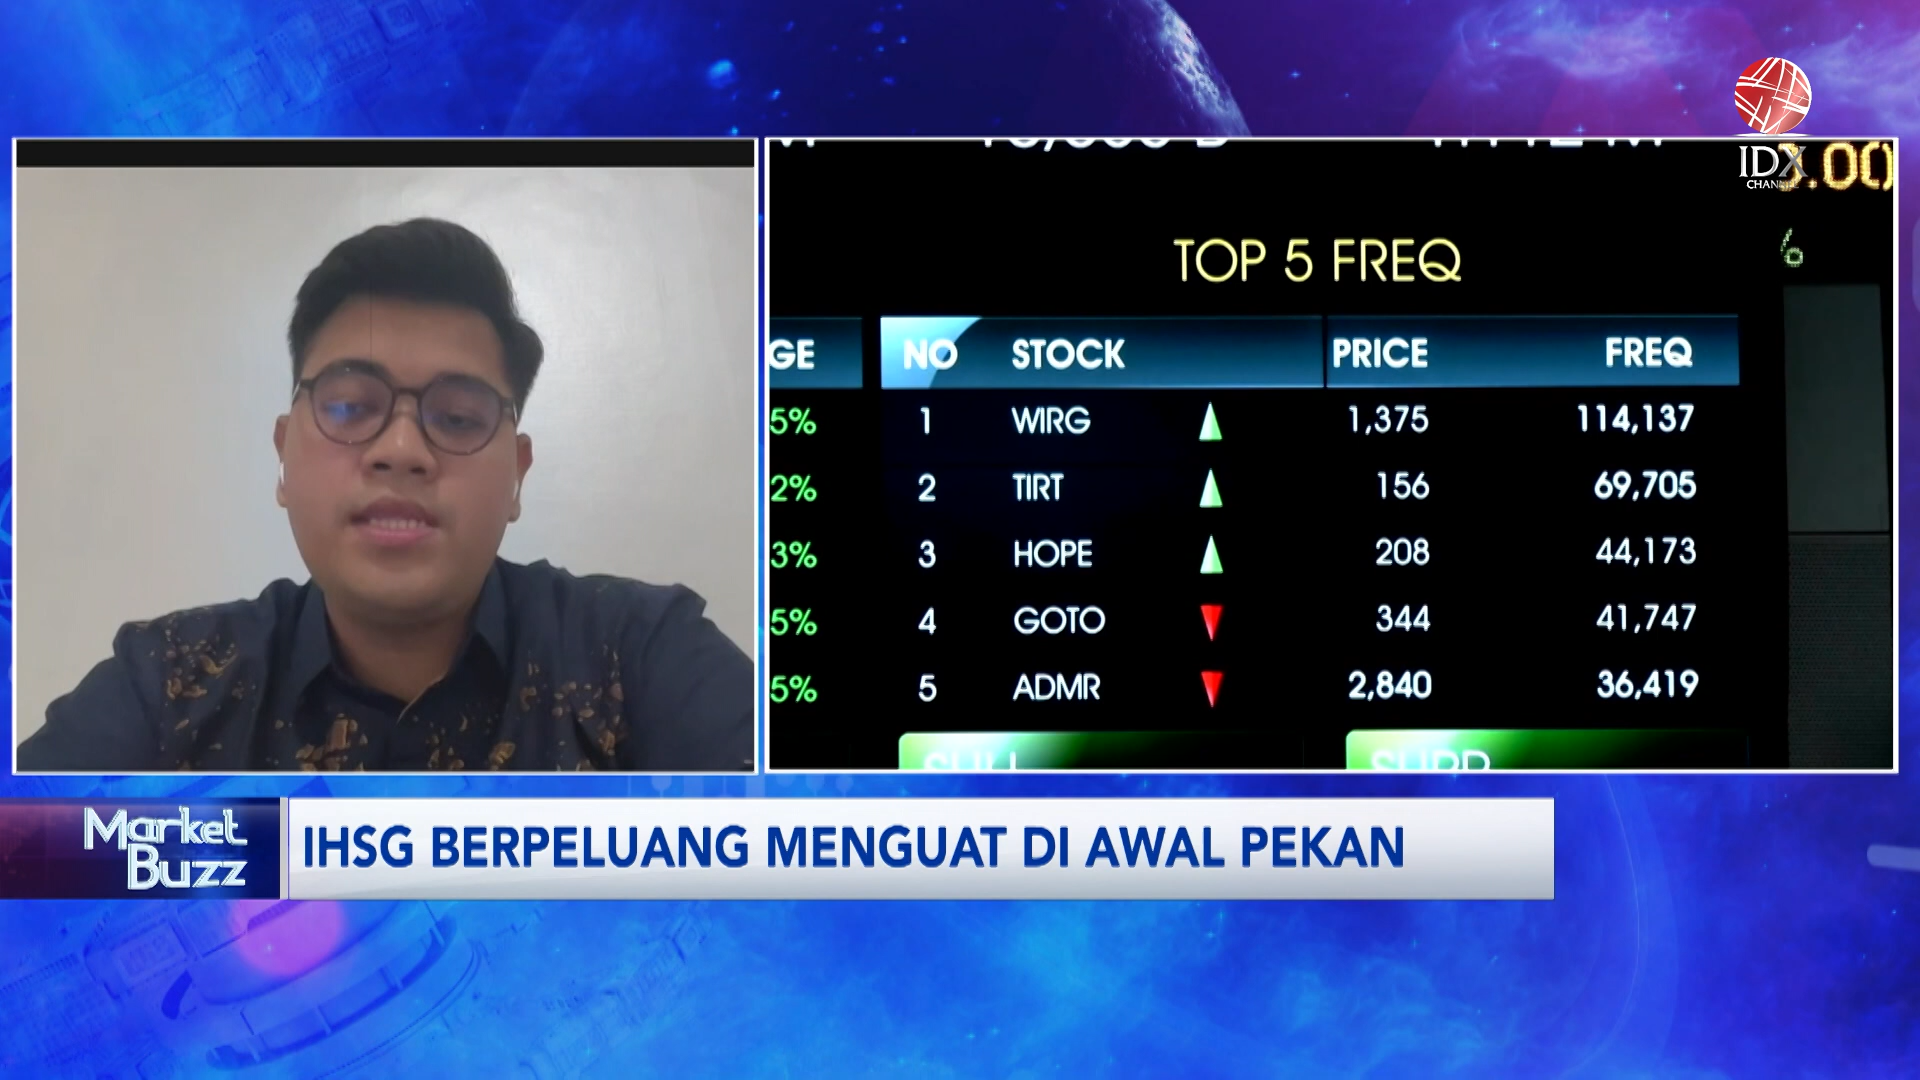 IDX
CHANNEL
.00
6
TOP 5 FREQ
GE NO STOCK PRICE FREQ
5% 1 WIRG 1,375 114,137
2% 2 TIRT 156 69,705
3% 3 HOPE 208 44,173
5% 4 GOTO 344 41,747
5% 5 ADMR 2,840 36,419
Market
Buzz
IHSG BERPELUANG MENGUAT DI AWAL PEKAN